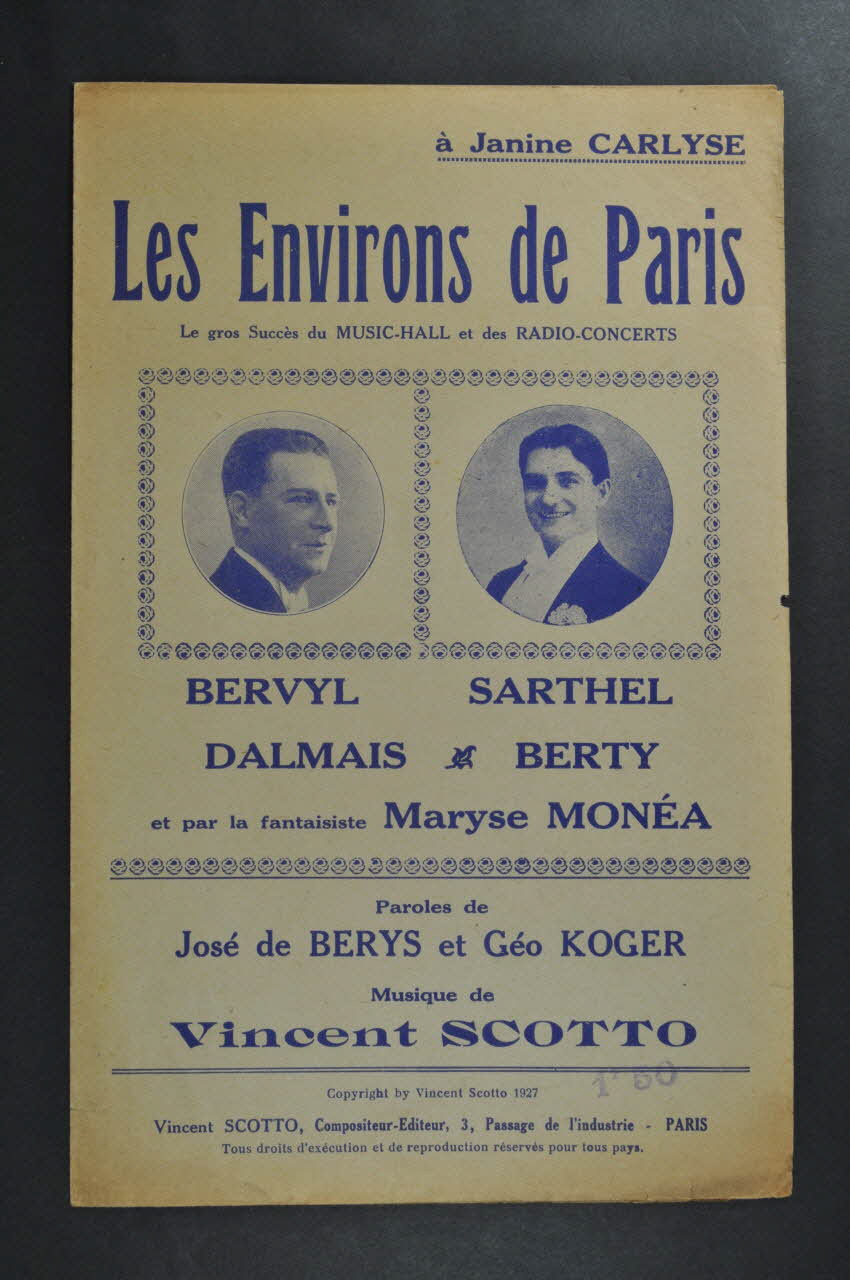 à Janine CARLYSE
Les Environs de Paris
Le gros Succès du MUSIC-HALL et des RADIO-CONCERTS
BERVYL SARTHEL
DALMAIS BERTY
et par la fantaisiste Maryse MONÉA
Paroles de
José de BERYS et Géo KOGER
Musique de
Vincent SCOTTO
1f 50
Copyright by Vincent Scotto 1927
Vincent SCOTTO, Compositeur-Editeur, 3, Passage de l'industrie - PARIS
Tous droits d'exécution et de reproduction réservés pour tous pays.